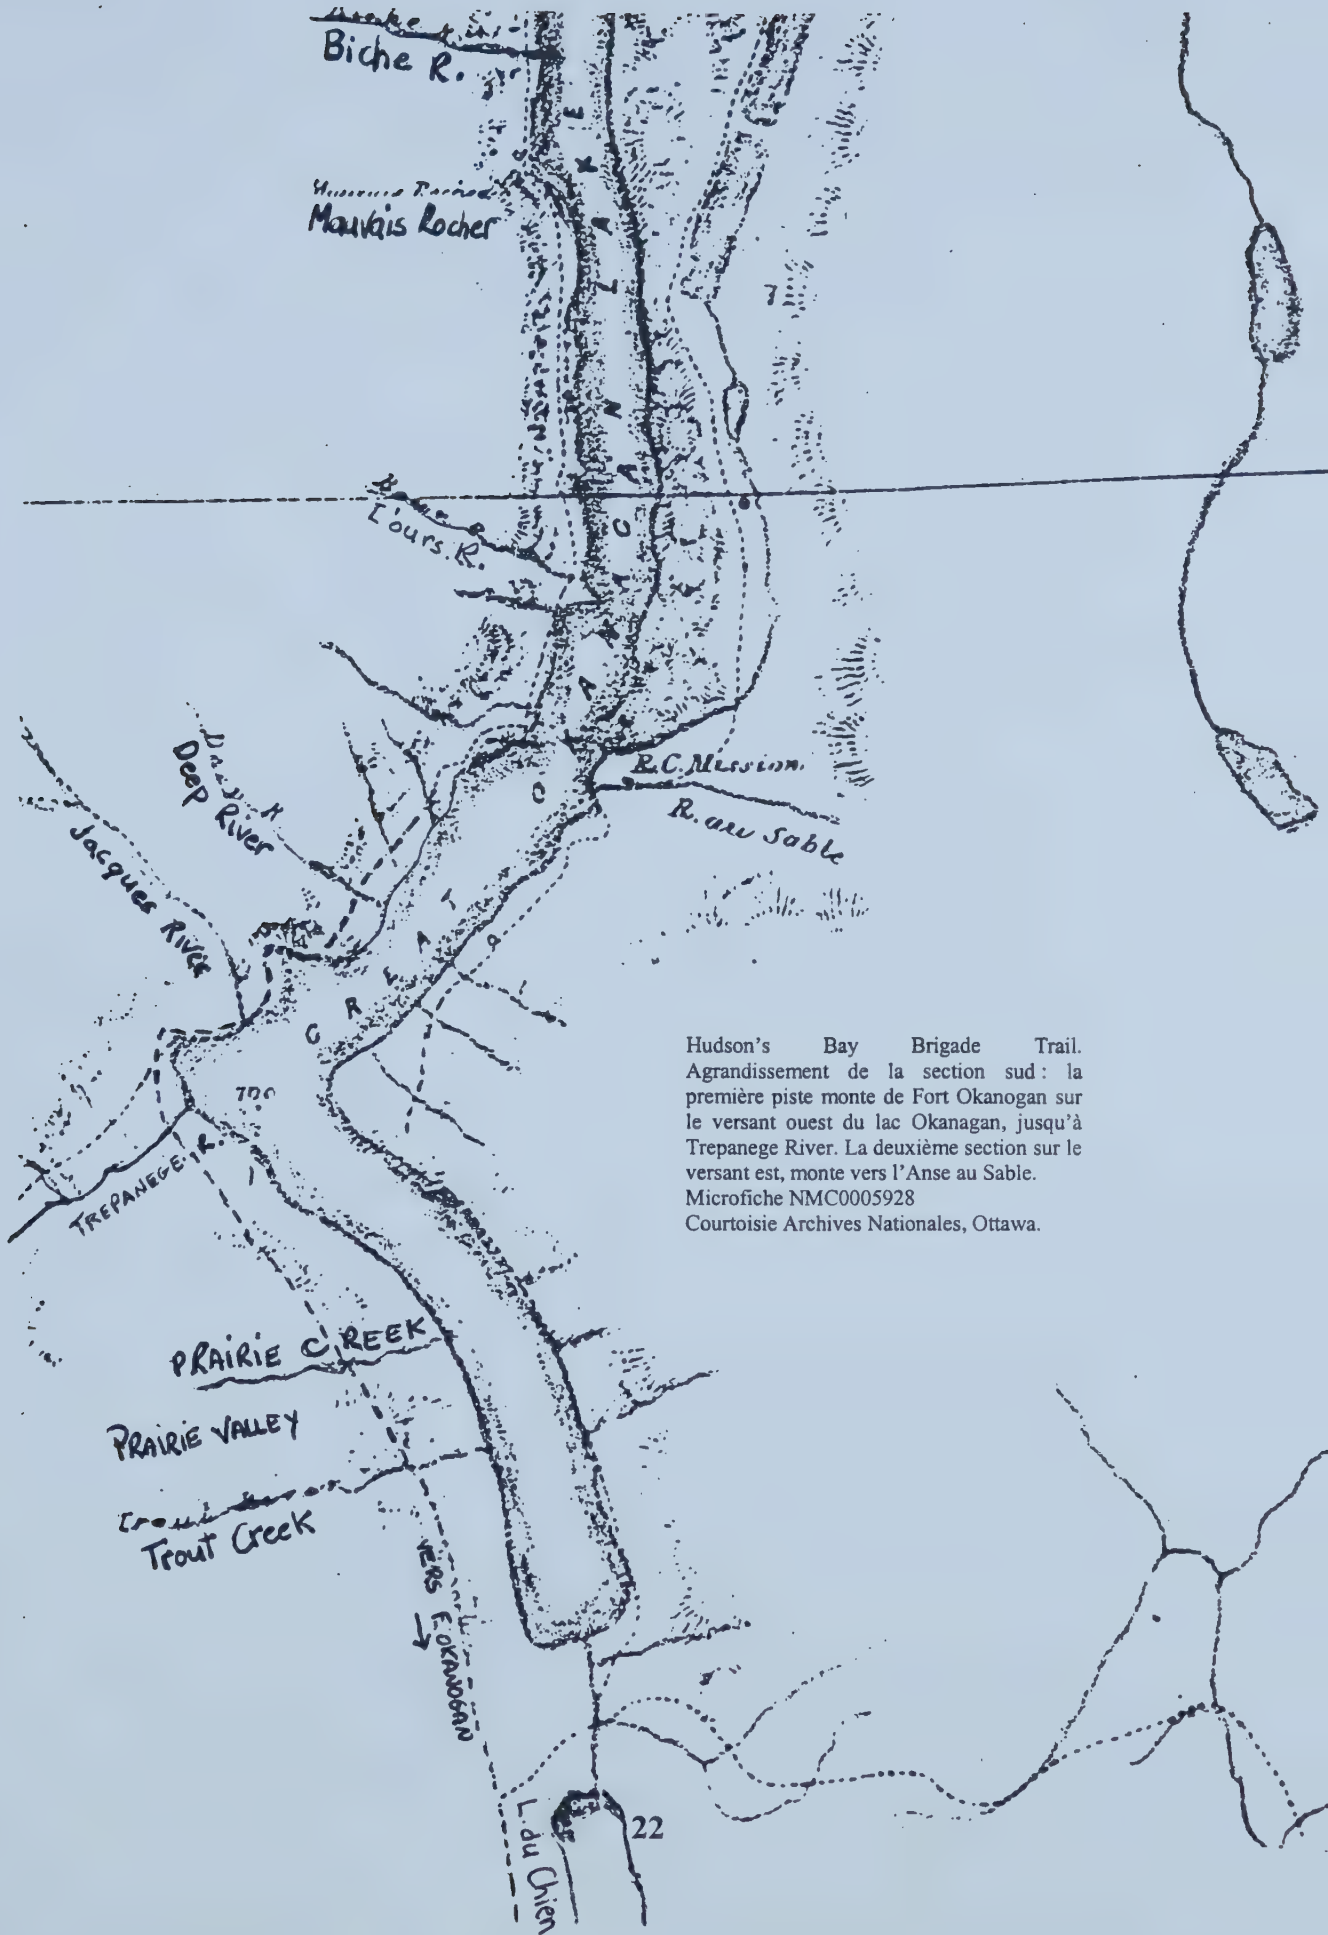 Biche R.
Mauvais Rocher
L'ours. R.
R.C. Mission.
R. au Sable
Deep River
Jacques River
700
TREPANEGE. R.
Hudson's Bay Brigade Trail.
Agrandissement de la section sud : la
première piste monte de Fort Okanogan sur
le versant ouest du lac Okanagan, jusqu'à
Trepanege River. La deuxième section sur le
versant est, monte vers l'Anse au Sable.
Microfiche NMC0005928
Courtoisie Archives Nationales, Ottawa.
PRAIRIE CREEK
PRAIRIE VALLEY
Trout Creek
VERS F. OKANOGAN
L. du Chien
22